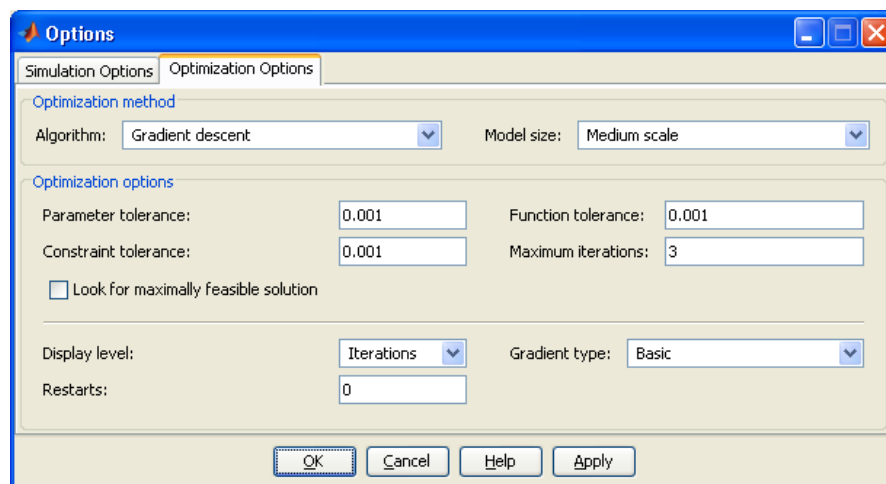 Options
Simulation Options Optimization Options
Optimization method
Algorithm: Gradient descent Model size: Medium scale
Optimization options
Parameter tolerance: 0.001 Function tolerance: 0.001
Constraint tolerance: 0.001 Maximum iterations: 3
Look for maximally feasible solution
Display level: Iterations Gradient type: Basic
Restarts: 0
OK Cancel Help Apply